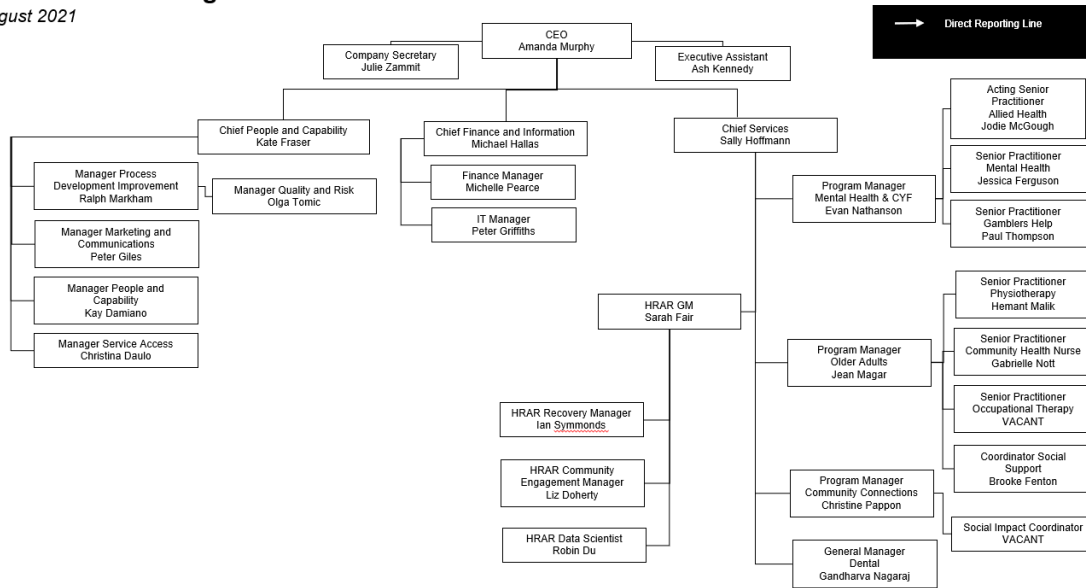 gust 2021
Direct Reporting Line
CEO
Amanda Murphy
Company Secretary
Julie Zammit
Executive Assistant
Ash Kennedy
Chief People and Capability
Kate Fraser
Manager Process
Development Improvement
Ralph Markham
Manager Quality and Risk
Olga Tomic
Manager Marketing and
Communications
Peter Giles
Manager People and
Capability
Kay Damiano
Manager Service Access
Christina Daulo
Chief Finance and Information
Michael Hallas
Finance Manager
Michelle Pearce
IT Manager
Peter Griffiths
Chief Services
Sally Hoffmann
HRAR GM
Sarah Fair
HRAR Recovery Manager
Ian Symmonds
HRAR Community
Engagement Manager
Liz Doherty
HRAR Data Scientist
Robin Du
Program Manager
Mental Health & CYF
Evan Nathanson
Acting Senior
Practitioner
Allied Health
Jodie McGough
Senior Practitioner
Mental Health
Jessica Ferguson
Senior Practitioner
Gamblers Help
Paul Thompson
Program Manager
Older Adults
Jean Magar
Senior Practitioner
Physiotherapy
Hemant Malik
Senior Practitioner
Community Health Nurse
Gabrielle Nott
Senior Practitioner
Occupational Therapy
VACANT
Coordinator Social
Support
Brooke Fenton
Program Manager
Community Connections
Christine Pappon
Social Impact Coordinator
VACANT
General Manager
Dental
Gandharva Nagaraj